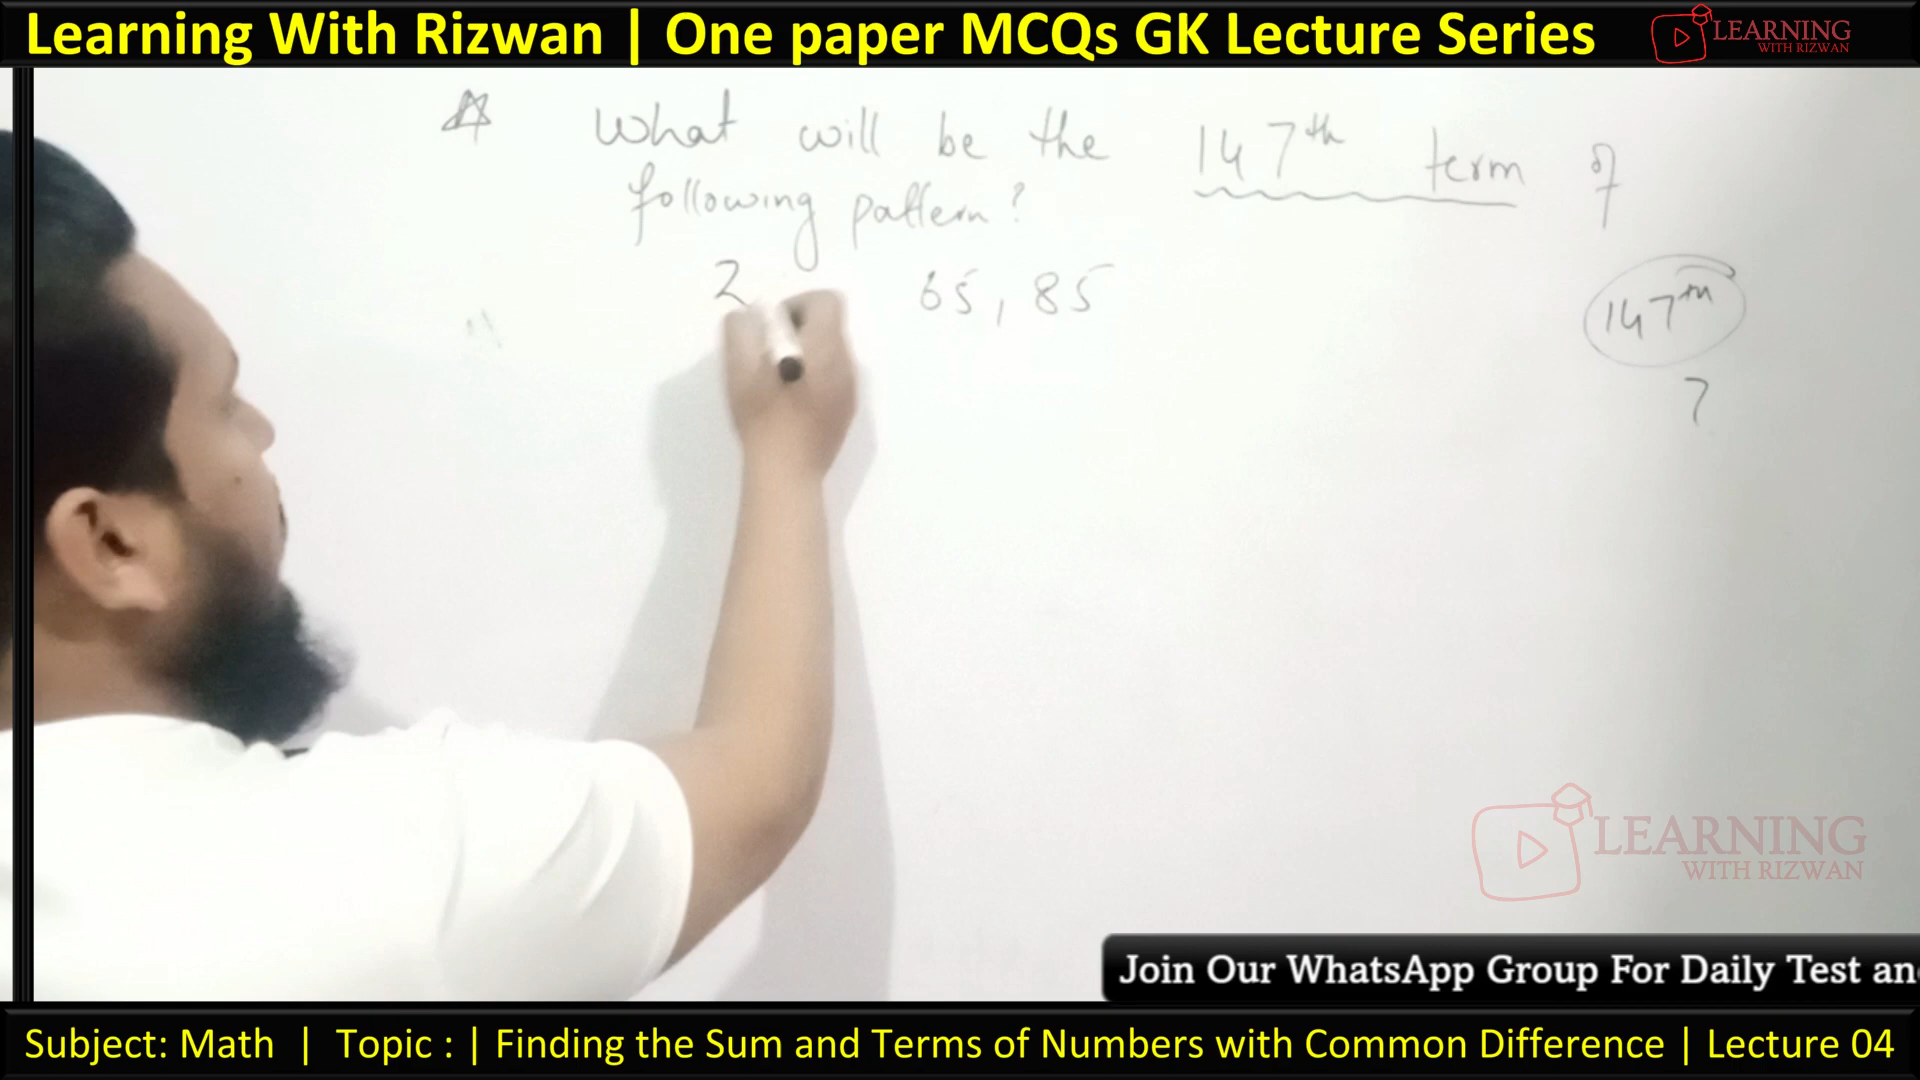 Learning With Rizwan | One paper MCQs GK Lecture Series
LEARNING
WITH RIZWAN
What will be the 147th term of
following pattern?
2 65, 85
147th
?
LEARNING
WITH RIZWAN
Join Our WhatsApp Group For Daily Test an
Subject: Math | Topic : | Finding the Sum and Terms of Numbers with Common Difference | Lecture 04